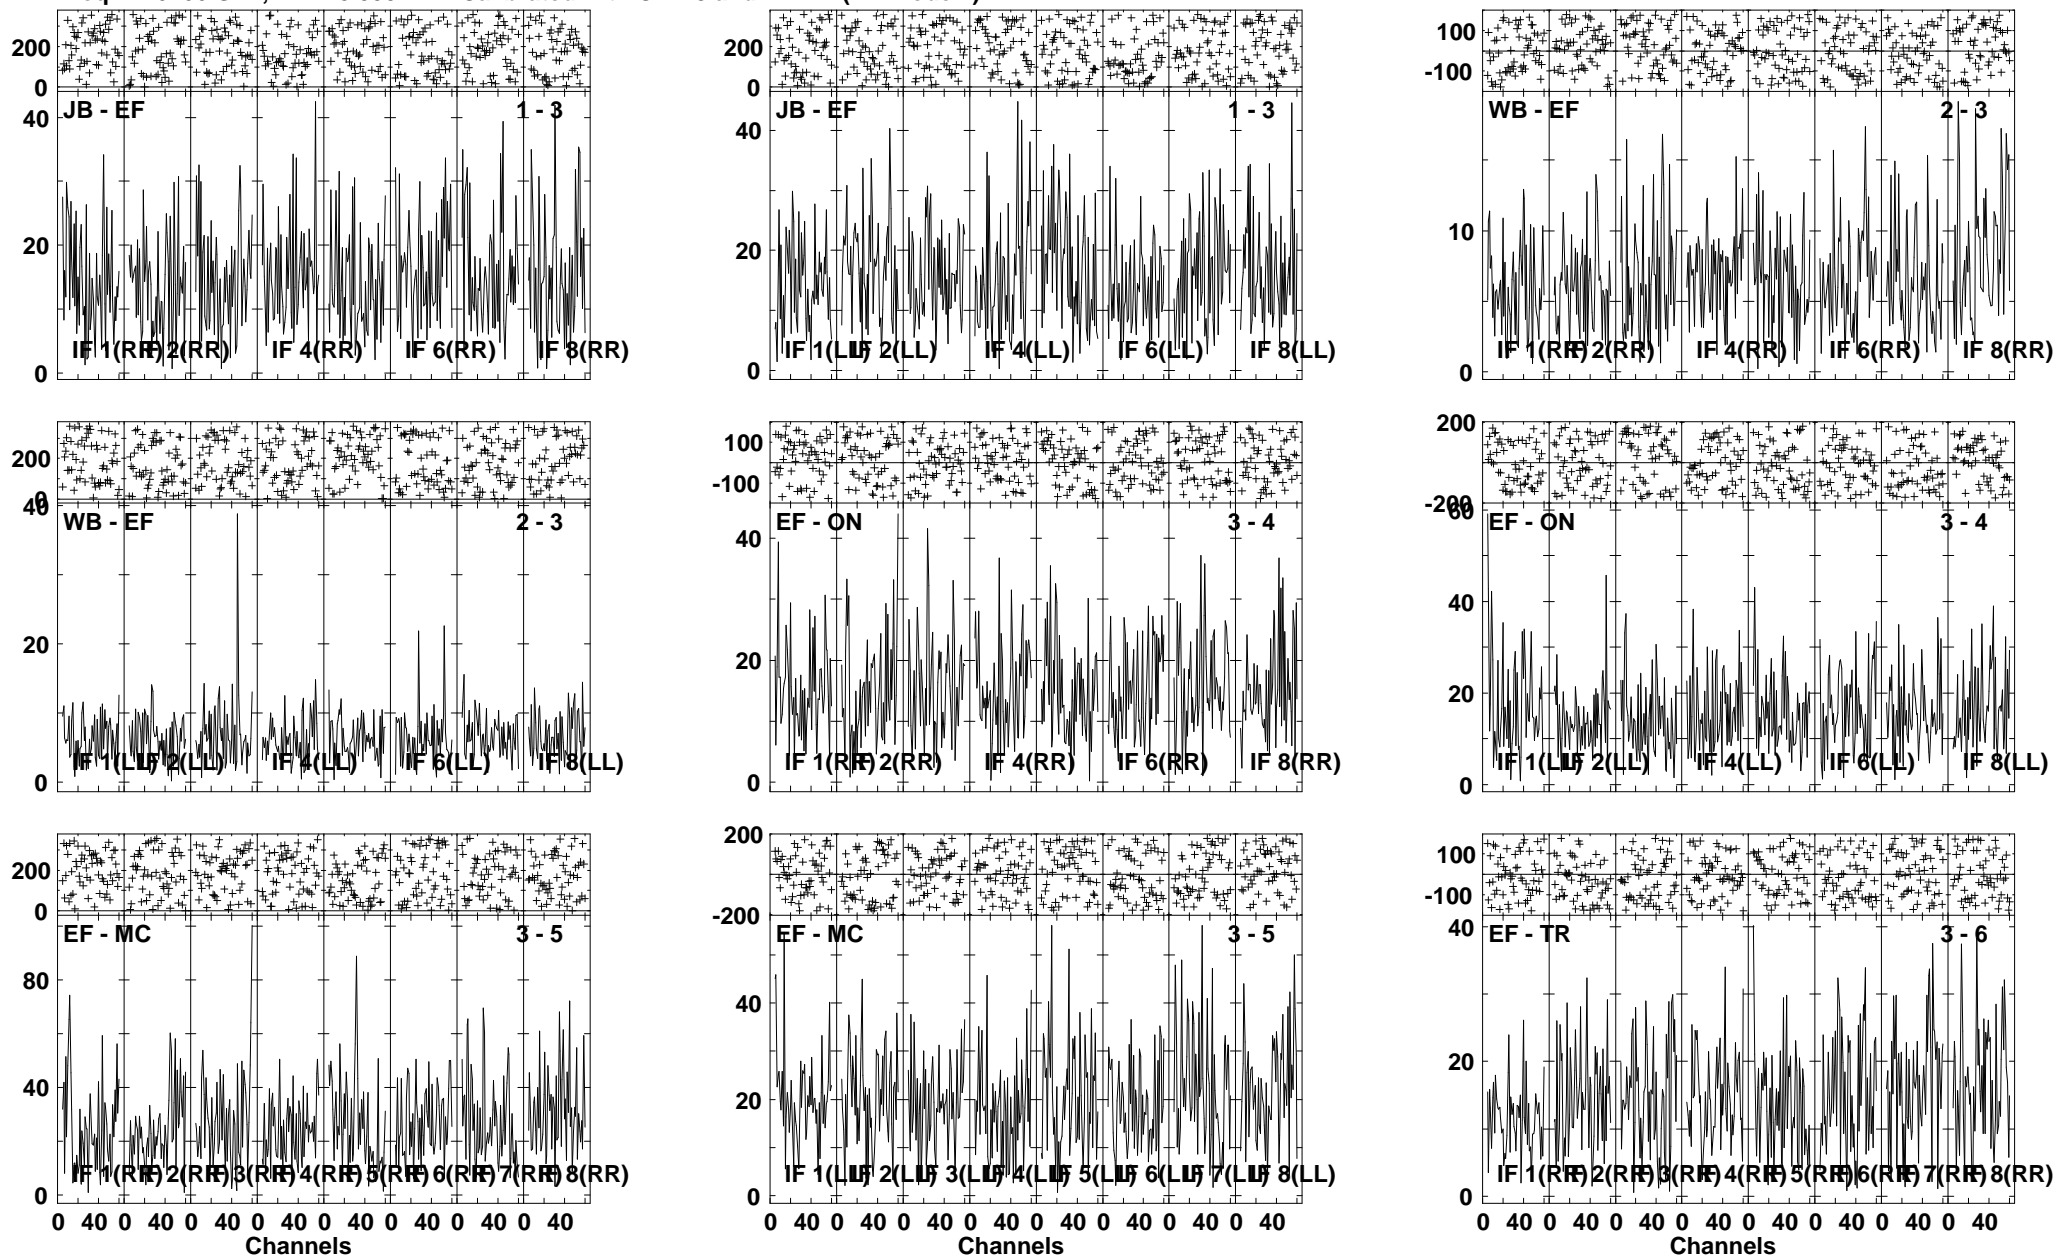 200
0
JB - EF 1 - 3
40
20
0
IF 1(RR) IF 2(RR) IF 4(RR) IF 6(RR) IF 8(RR)
200
0
JB - EF 1 - 3
40
20
0
IF 1(LL) IF 2(LL) IF 4(LL) IF 6(LL) IF 8(LL)
100
-100
WB - EF 2 - 3
10
0
IF 1(RR) IF 2(RR) IF 4(RR) IF 6(RR) IF 8(RR)
200
0
40
WB - EF 2 - 3
20
0
IF 1(LL) IF 2(LL) IF 4(LL) IF 6(LL) IF 8(LL)
100
-100
EF - ON 3 - 4
40
20
0
IF 1(RR) IF 2(RR) IF 4(RR) IF 6(RR) IF 8(RR)
200
-200
60
EF - ON 3 - 4
40
20
0
IF 1(LL) IF 2(LL) IF 4(LL) IF 6(LL) IF 8(LL)
200
0
EF - MC 3 - 5
80
40
0
IF 1(RR) IF 2(RR) IF 3(RR) IF 4(RR) IF 5(RR) IF 6(RR) IF 7(RR) IF 8(RR)
0 40 0 40 0 40 0 40 0 40 0 40 0 40 0 40
Channels
200
-200
EF - MC 3 - 5
40
20
0
IF 1(LL) IF 2(LL) IF 3(LL) IF 4(LL) IF 5(LL) IF 6(LL) IF 7(LL) IF 8(LL)
0 40 0 40 0 40 0 40 0 40 0 40 0 40 0 40
Channels
100
-100
40
EF - TR 3 - 6
20
0
IF 1(RR) IF 2(RR) IF 3(RR) IF 4(RR) IF 5(RR) IF 6(RR) IF 7(RR) IF 8(RR)
0 40 0 40 0 40 0 40 0 40 0 40 0 40 0 40
Channels